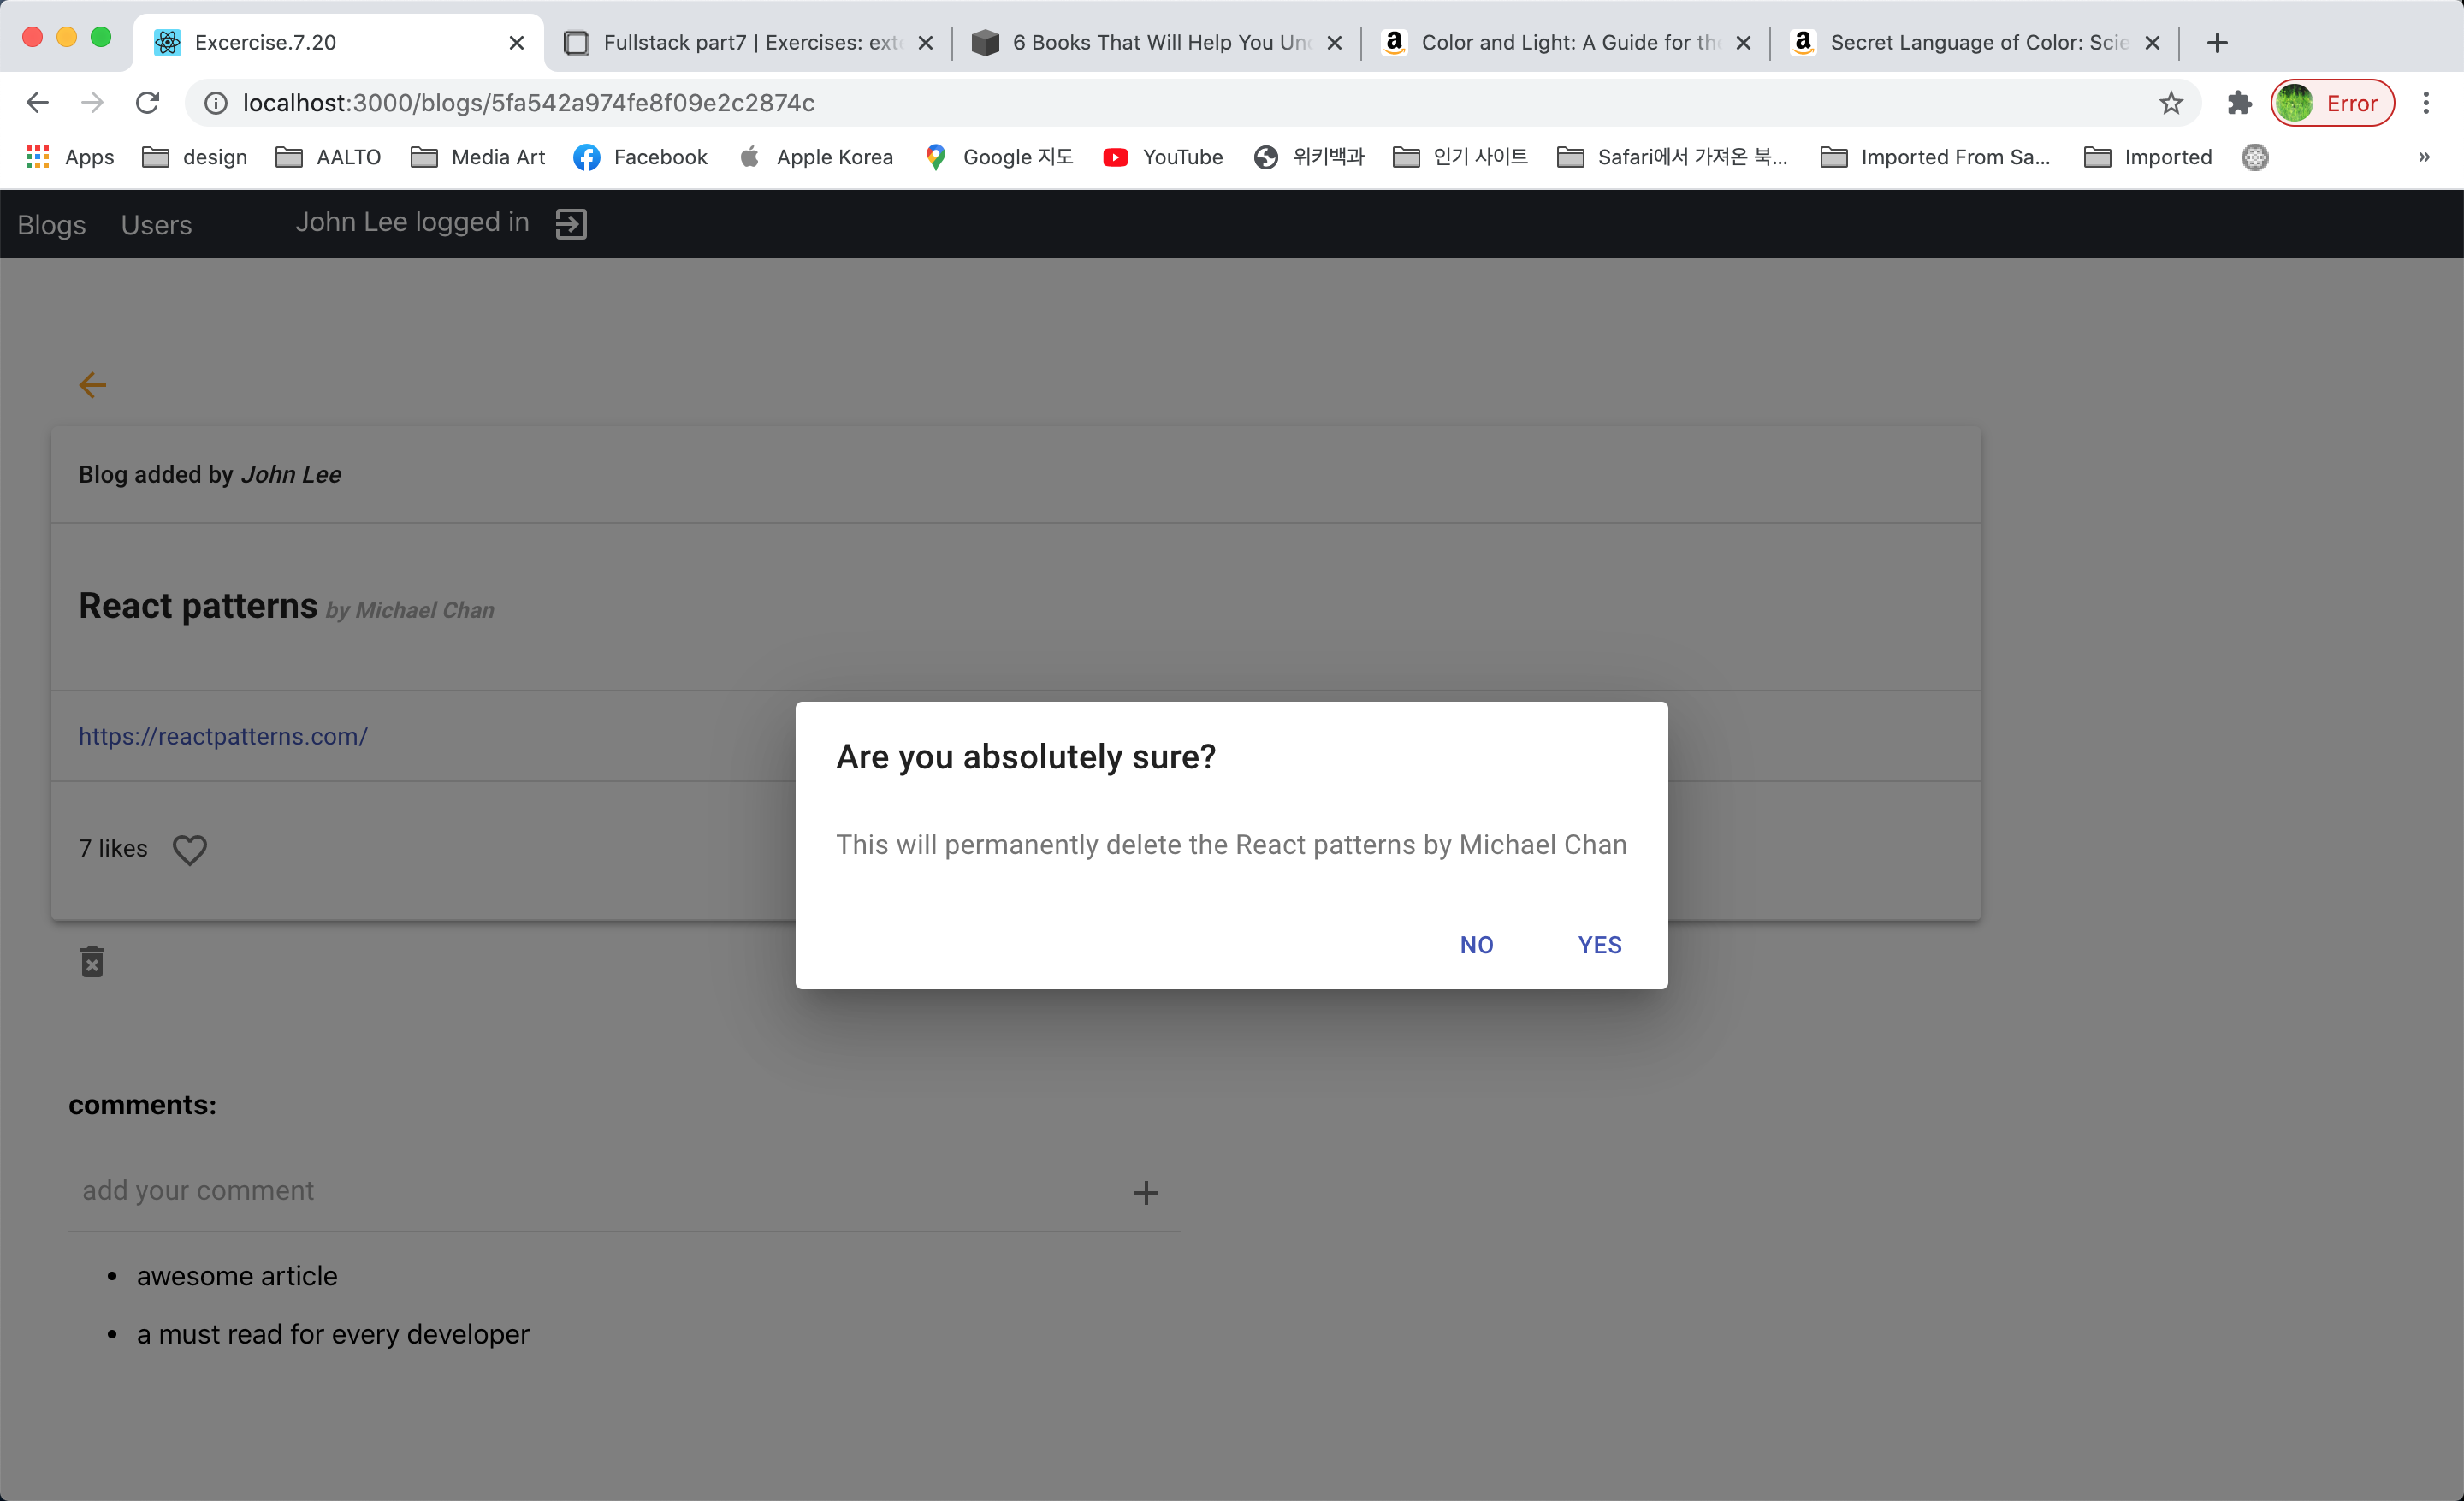 Excercise.7.20
Fullstack part7 | Exercises: exte
6 Books That Will Help You Unc
Color and Light: A Guide for the
Secret Language of Color: Scie
localhost:3000/blogs/5fa542a974fe8f09e2c2874c
Error
Apps
design
AALTO
Media Art
Facebook
Apple Korea
Google 지도
YouTube
위키백과
인기 사이트
Safari에서 가져온 북...
Imported From Sa...
Imported
»
Blogs
Users
John Lee logged in
Blog added by John Lee
React patterns by Michael Chan
https://reactpatterns.com/
7 likes
Are you absolutely sure?
This will permanently delete the React patterns by Michael Chan
NO
YES
comments:
add your comment
• awesome article
• a must read for every developer